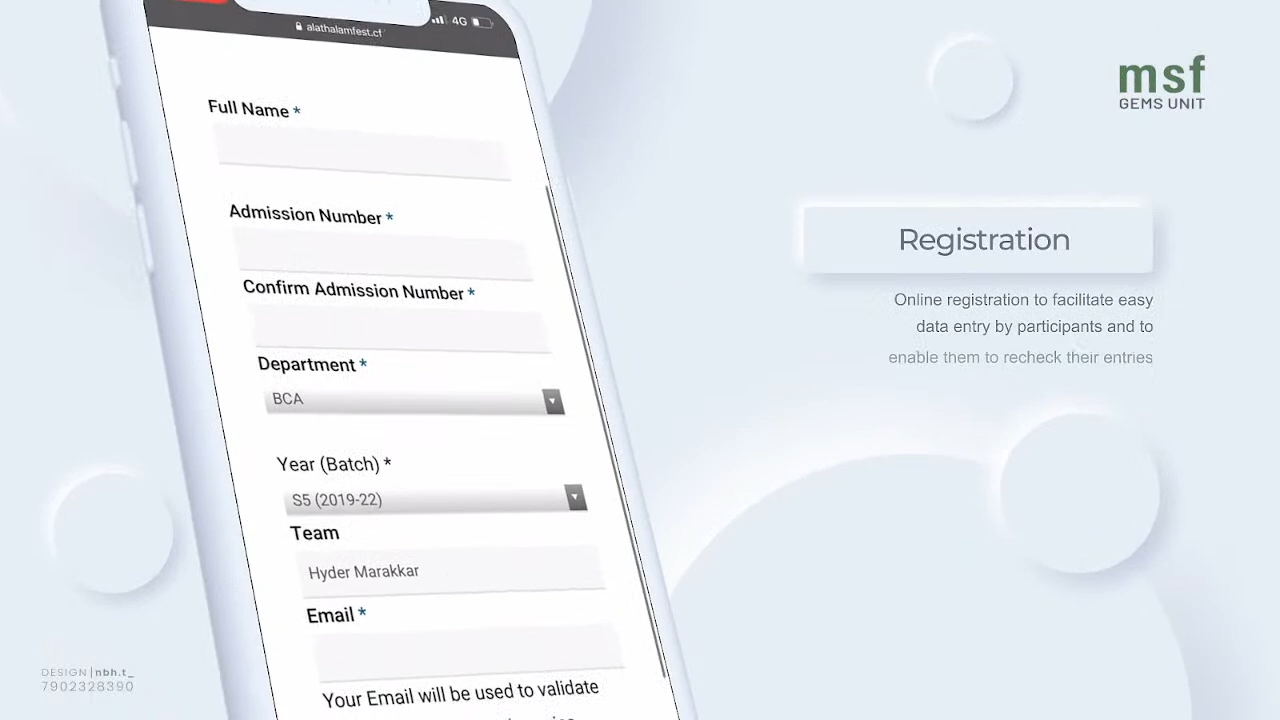 4G
alathalamfest.cf
Full Name *
Admission Number *
Confirm Admission Number *
Department *
BCA
Year (Batch) *
S5 (2019-22)
Team
Hyder Marakkar
Email *
Your Email will be used to validate
msf
GEMS UNIT
Registration
Online registration to facilitate easy
data entry by participants and to
enable them to recheck their entries
DESIGN | nbh.t_
7902328390